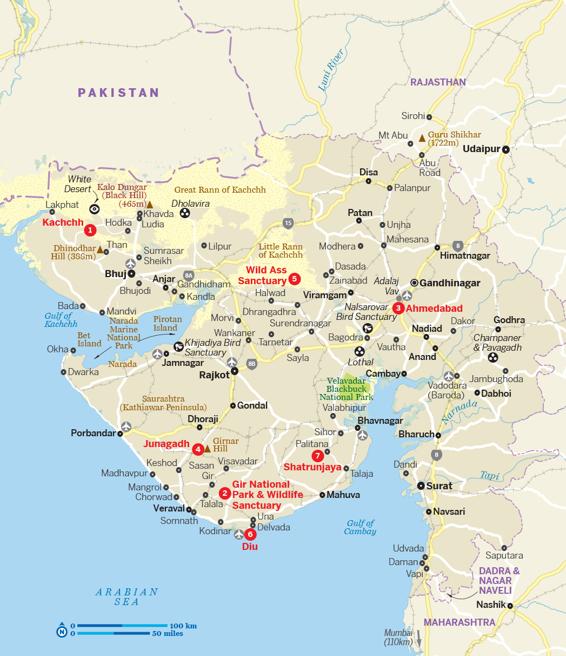 PAKISTAN
Luni River
RAJASTHAN
Sirohi
Mt Abu
Guru Shikhar
(1722m)
Abu
Road
Udaipur
Disa
Palanpur
White
Desert
Kalo Dungar
(Black Hill)
(465m)
Great Rann of Kachchh
Dholavira
Lakphat
Khavda
Hodka
Ludia
Kachchh
1
Patan
Unjha
15
Than
Dhinodhar
Hill (385m)
Sumrasar
Sheikh
Lilpur
Little Rann
of Kachchh
Modhera
Mahesana
8
Himatnagar
Bhuj
8A
Wild Ass
Sanctuary
5
Dasada
Zainabad
Adalaj
Vav
Gandhinagar
Bhujodi
Anjar
Gandhidham
Kandla
Halwad
Viramgam
Nalsarovar
Bird Sanctuary
3
Ahmedabad
Bada
Mandvi
Gulf of
Kachchh
Narada
Marine
National
Park
Pirotan
Island
Morvi
Dhrangadhra
Surendranagar
Dakor
Godhra
Bet
Island
Wankaner
Tarnetar
Bagodra
Nadiad
Vautha
Champaner
& Pavagadh
Okha
Khijadiya Bird
Sanctuary
Narada
Jamnagar
Sayla
Lothal
Anand
Dwarka
Rajkot
8B
Velavadar
Blackbuck
National Park
Cambay
Vadodara
(Baroda)
Jambughoda
Dabhoi
Saurashtra
(Kathiawar Peninsula)
Gondal
Valabhipur
Narmada
Dhoraji
Bhavnagar
Porbandar
Sihor
Bharuch
Junagadh
4
Girnar
Hill
Palitana
7
Shatrunjaya
8
Keshod
Sasan
Gir
Visavadar
Dandi
Tapi
Madhavpur
Talaja
Mangrol
Chorwad
Talala
2
Gir National
Park & Wildlife
Sanctuary
Mahuva
Surat
Veraval
Somnath
Una
Delvada
Navsari
Kodinar
6
Diu
Gulf of
Cambay
Udvada
Daman
Vapi
Saputara
DADRA &
NAGAR
NAVELI
ARABIAN
SEA
Nashik
MAHARASHTRA
N
0
100 km
0
50 miles
Mumbai
(110km)